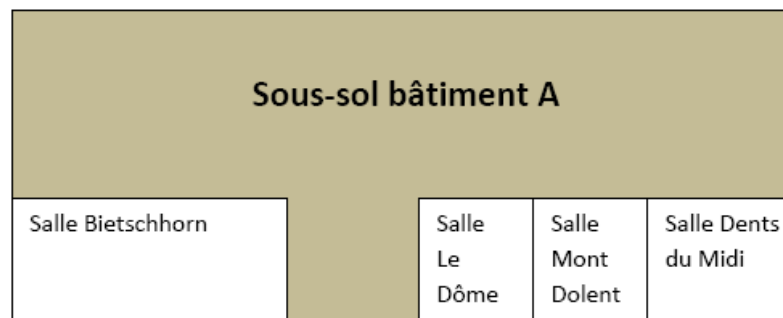 Sous-sol bâtiment A
Salle Bietschhorn
Salle
Le
Dôme
Salle
Mont
Dolent
Salle Dents
du Midi